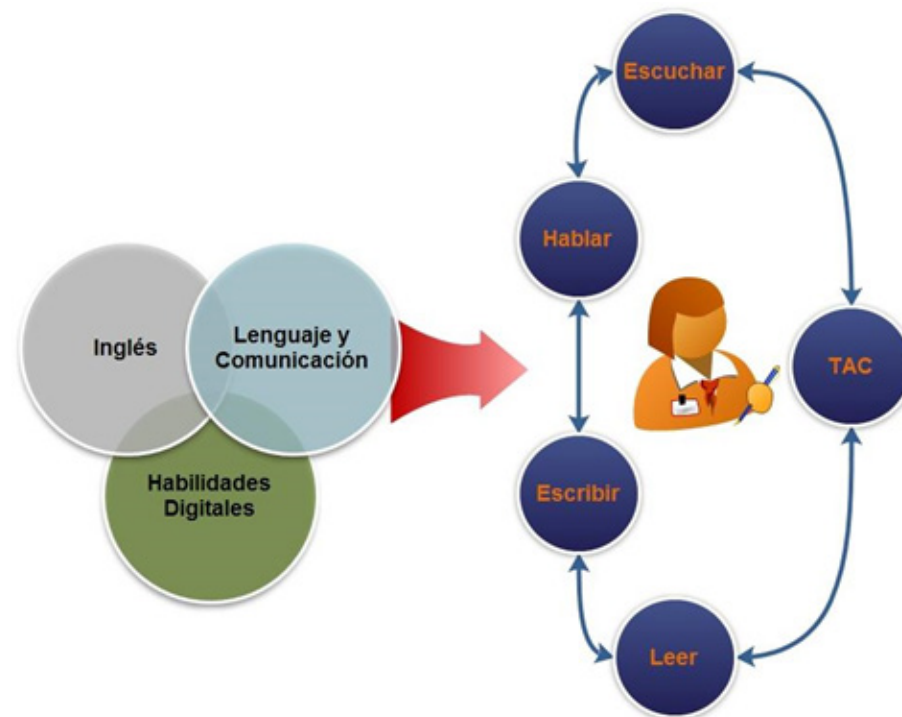 Escuchar
Hablar
Inglés
Lenguaje y
Comunicación
TAC
Habilidades
Digitales
Escribir
Leer